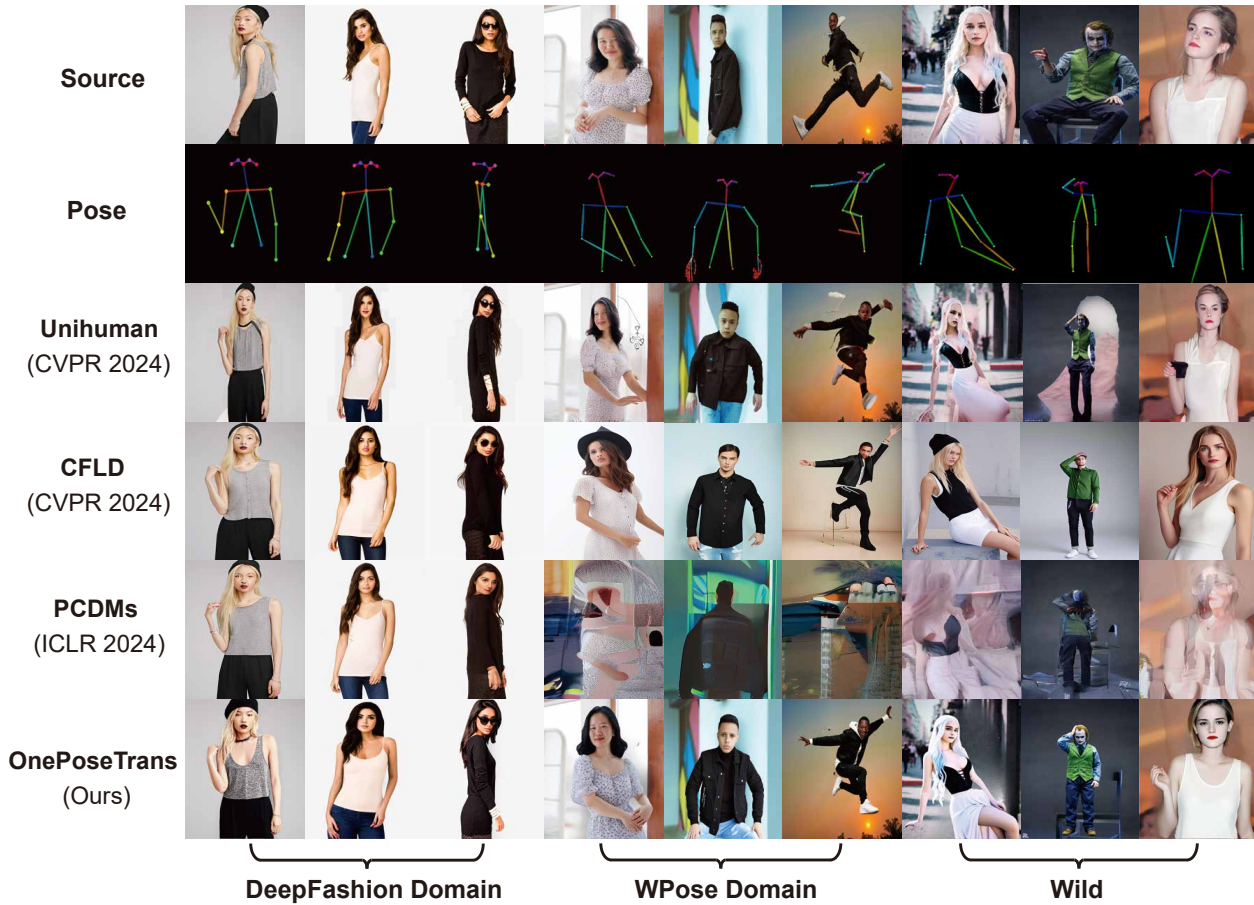 Source
Pose
Unihuman
(CVPR 2024)
CFLD
(CVPR 2024)
PCDMs
(ICLR 2024)
OnePoseTrans
(Ours)
DeepFashion Domain
WPose Domain
Wild